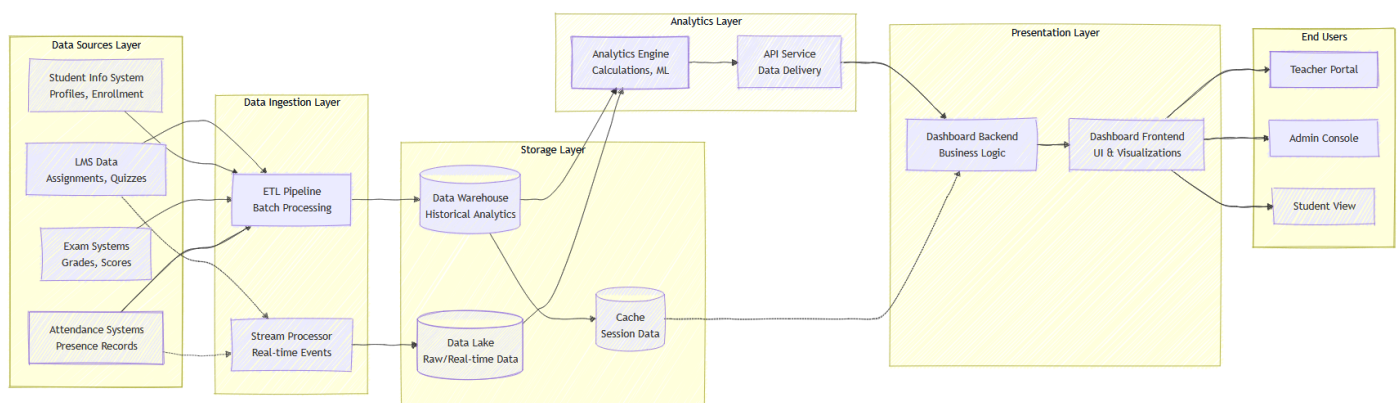 Data Sources Layer
Student Info System
Profiles, Enrollment
LMS Data
Assignments, Quizzes
Exam Systems
Grades, Scores
Attendance Systems
Presence Records
Data Ingestion Layer
ETL Pipeline
Batch Processing
Stream Processor
Real-time Events
Storage Layer
Data Warehouse
Historical Analytics
Data Lake
Raw/Real-time Data
Cache
Session Data
Analytics Layer
Analytics Engine
Calculations, ML
API Service
Data Delivery
Presentation Layer
Dashboard Backend
Business Logic
Dashboard Frontend
UI & Visualizations
End Users
Teacher Portal
Admin Console
Student View